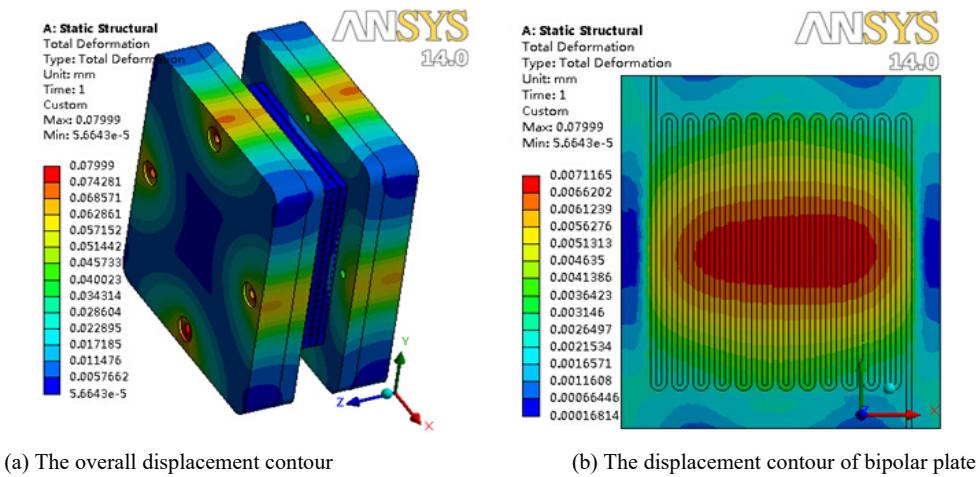 A: Static Structural
Total Deformation
Type: Total Deformation
Unit: mm
Time: 1
Custom
Max: 0.07999
Min: 5.6643e-5
ANSYS
14.0
0.07999
0.074281
0.068571
0.062861
0.057152
0.051442
0.045733
0.040023
0.034314
0.028604
0.022895
0.017185
0.011476
0.0057662
5.6643e-5
Y
Z
X
A: Static Structural
Total Deformation
Type: Total Deformation
Unit: mm
Time: 1
Custom
Max: 0.07999
Min: 5.6643e-5
ANSYS
14.0
0.0071165
0.0066202
0.0061239
0.0056276
0.0051313
0.004635
0.0041386
0.0036423
0.003146
0.0026497
0.0021534
0.0016571
0.0011608
0.00066446
0.00016814
X
(a) The overall displacement contour
(b) The displacement contour of bipolar plate